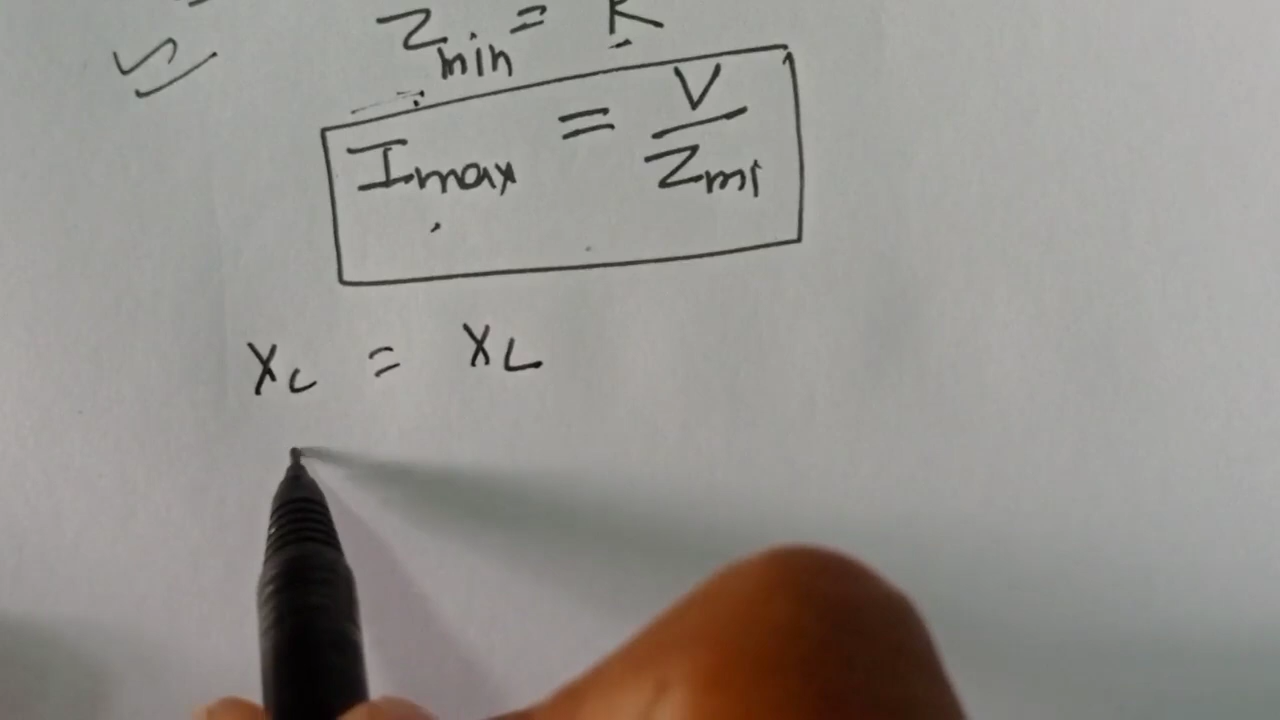 Zmin = R
Imax = V/Zmi
Xc = XL